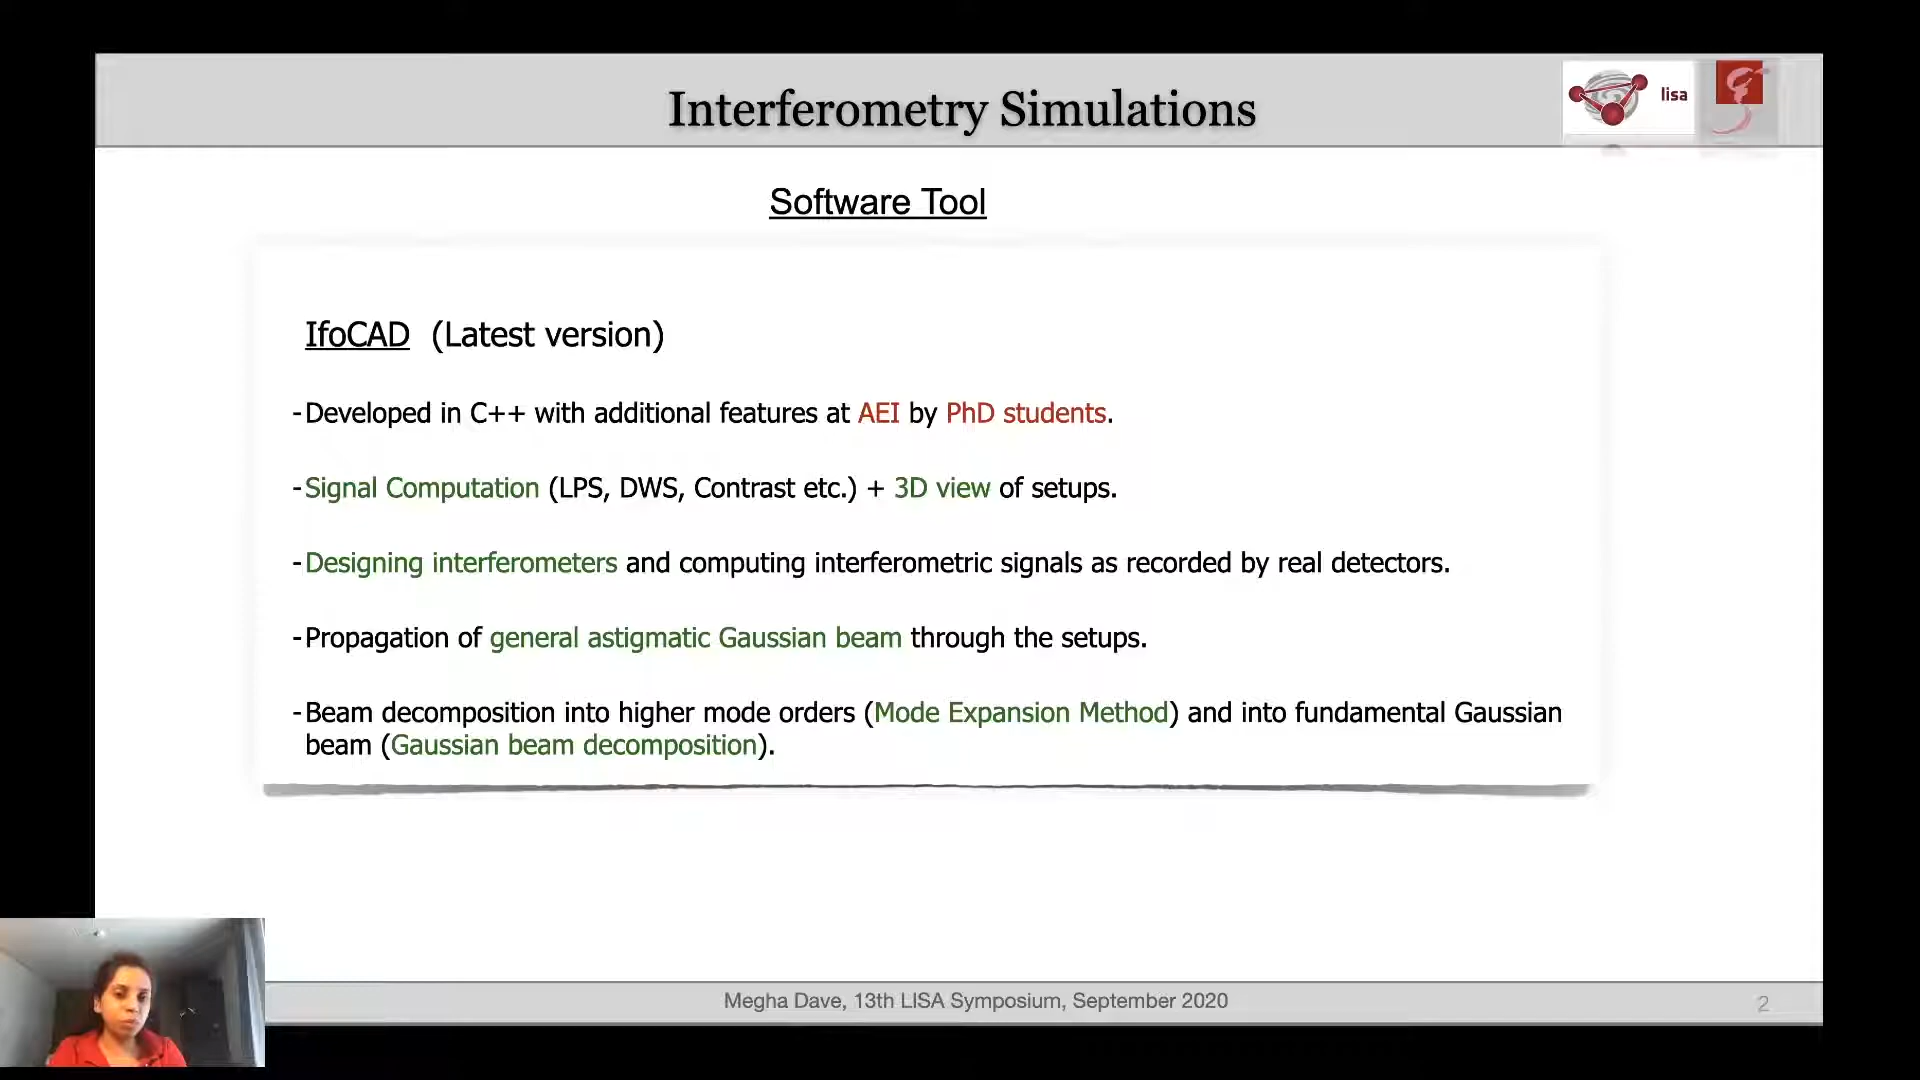 Interferometry Simulations
lisa
Software Tool
IfoCAD (Latest version)
-Developed in C++ with additional features at AEI by PhD students.
-Signal Computation (LPS, DWS, Contrast etc.) + 3D view of setups.
-Designing interferometers and computing interferometric signals as recorded by real detectors.
-Propagation of general astigmatic Gaussian beam through the setups.
-Beam decomposition into higher mode orders (Mode Expansion Method) and into fundamental Gaussian
beam (Gaussian beam decomposition).
Megha Dave, 13th LISA Symposium, September 2020
2